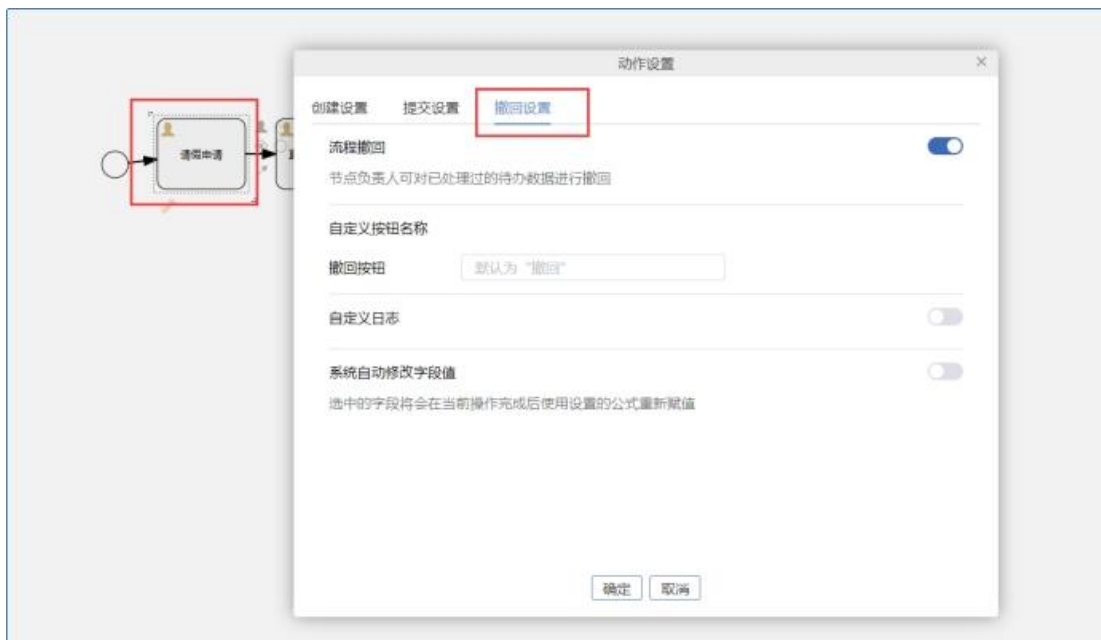 动作设置
创建设置 提交设置 撤回设置
请假申请
流程撤回
节点负责人可对已处理过的待办数据进行撤回
自定义按钮名称
撤回按钮 默认为 "撤回"
自定义日志
系统自动修改字段值
选中的字段将会在当前操作完成后使用设置的公式重新赋值
确定 取消